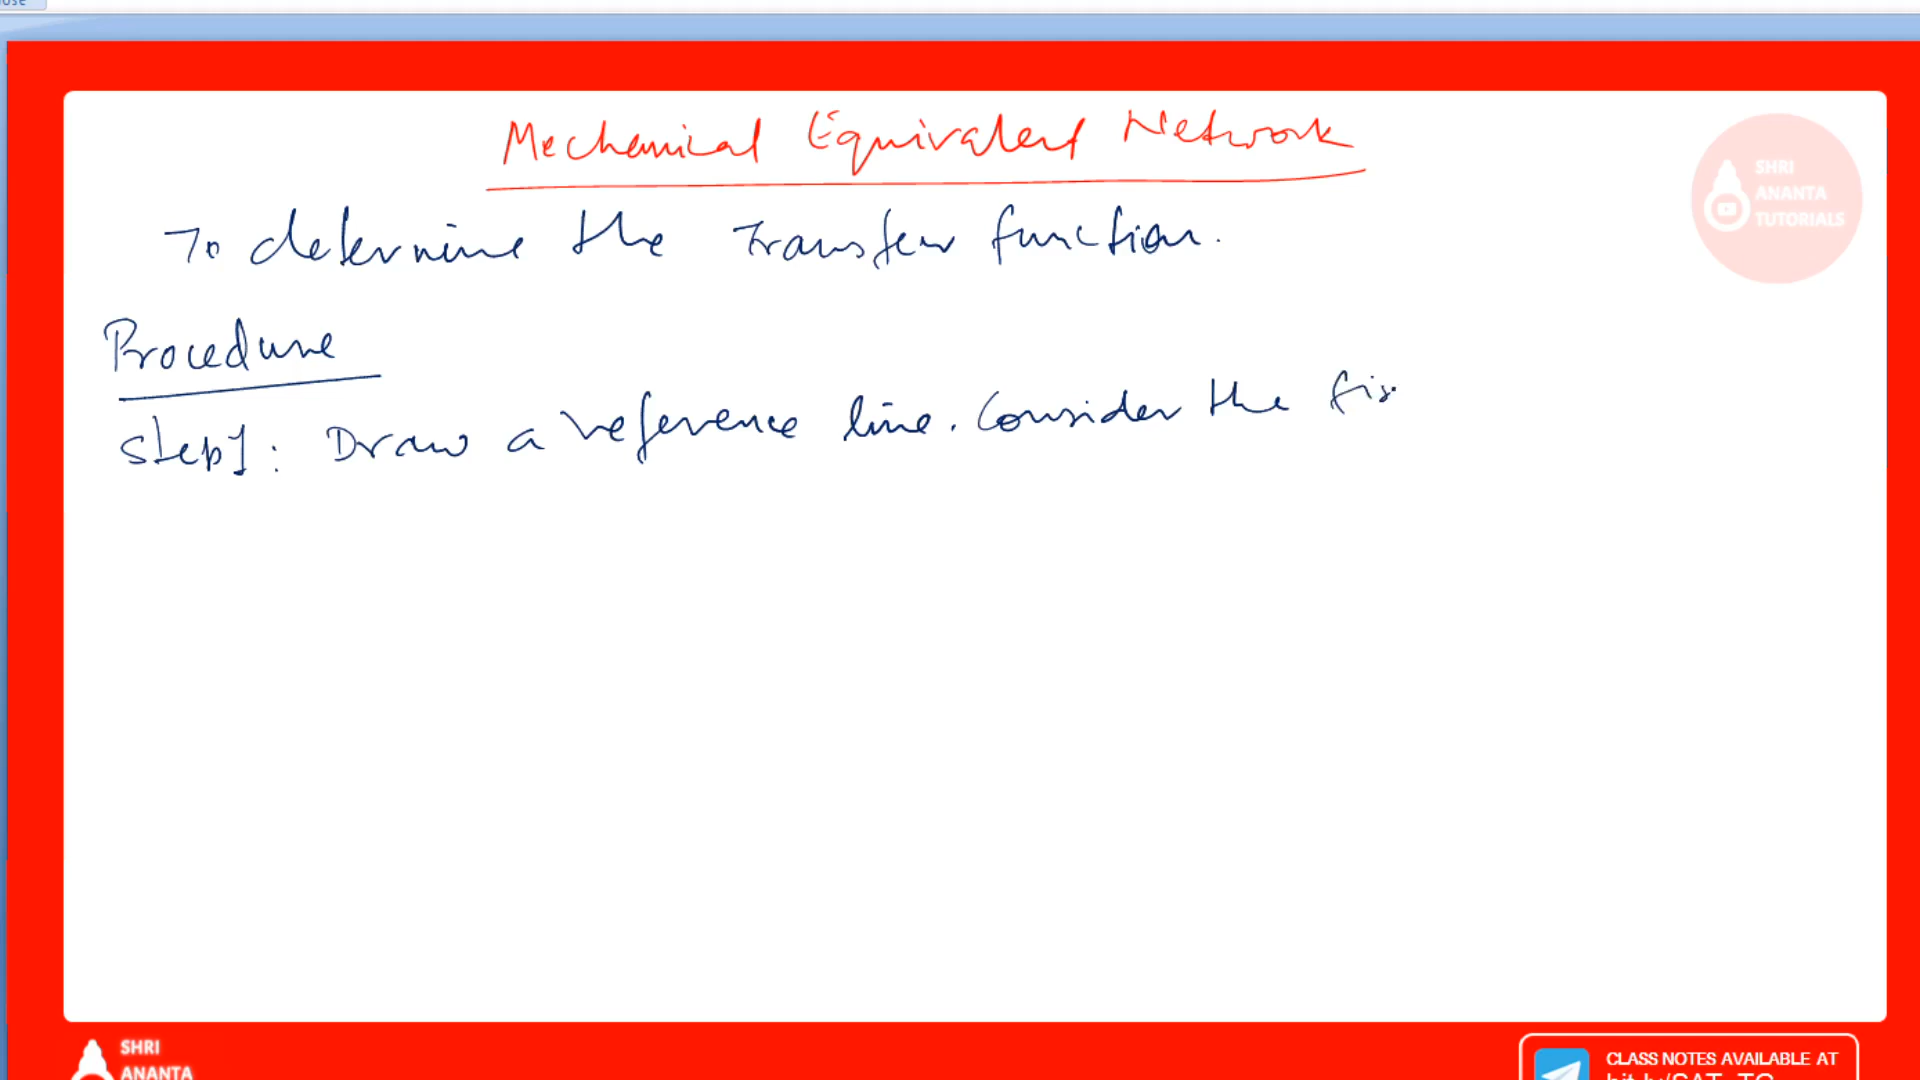 Mechanical Equivalent Network
To determine the Transfer function.
Procedure
Step1: Draw a reference line. Consider the fix
SHRI
ANANTA
TUTORIALS
SHRI
ANANTA
CLASS NOTES AVAILABLE AT